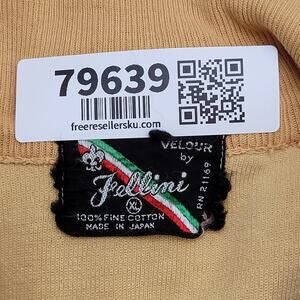 79639
freeresellersku.com
VELOUR
by
Fellini
100% FINE COTTON
XL
MADE IN JAPAN
RN 21169